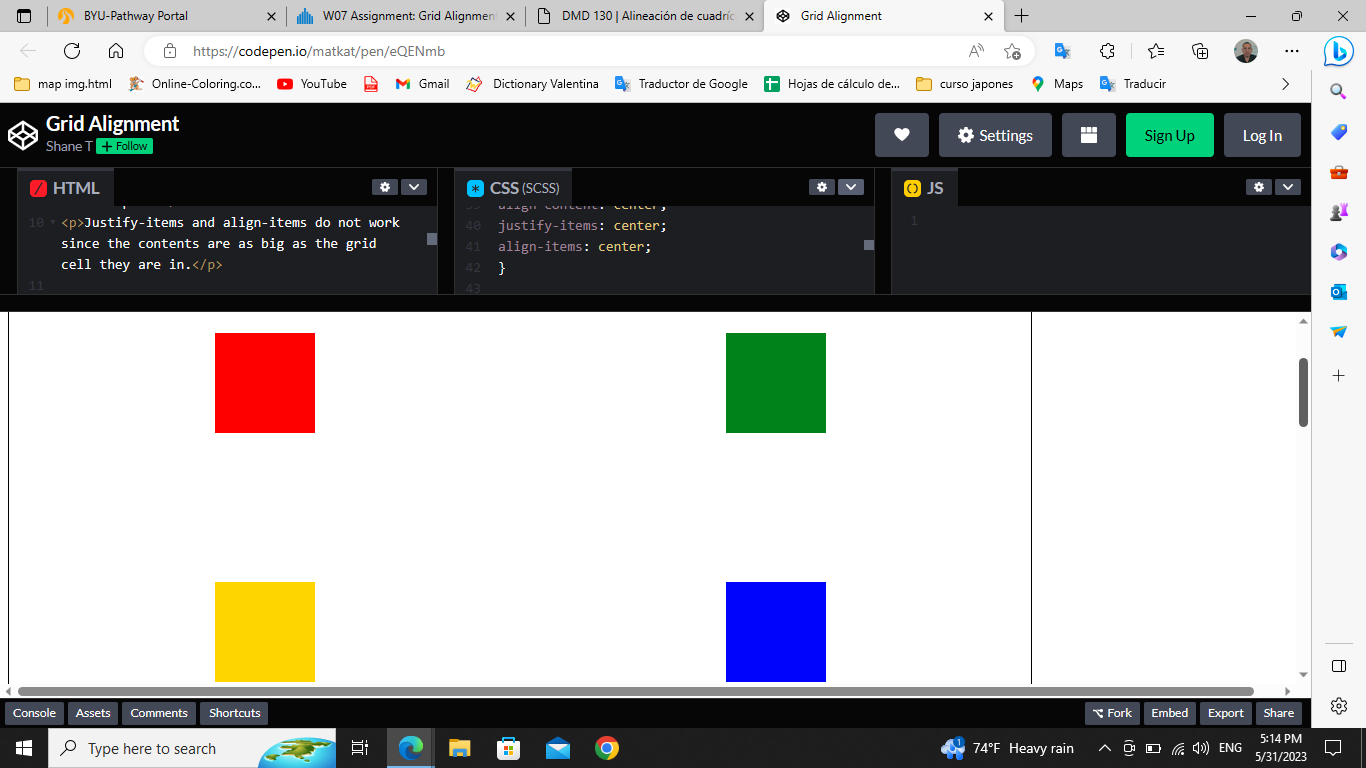 BYU-Pathway Portal
W07 Assignment: Grid Alignment
DMD 130 | Alineación de cuadríc
Grid Alignment
https://codepen.io/matkat/pen/eQENmb
map img.html
Online-Coloring.co...
YouTube
Gmail
Dictionary Valentina
Traductor de Google
Hojas de cálculo de...
curso japones
Maps
Traducir
Grid Alignment
Shane T
+ Follow
Settings
Sign Up
Log In
HTML
10 <p>Justify-items and align-items do not work
since the contents are as big as the grid
cell they are in.</p>
11
CSS (SCSS)
39 align-content: center;
40 justify-items: center;
41 align-items: center;
42 }
43
JS
1
Console
Assets
Comments
Shortcuts
Fork
Embed
Export
Share
Type here to search
74°F Heavy rain
ENG
5:14 PM
5/31/2023